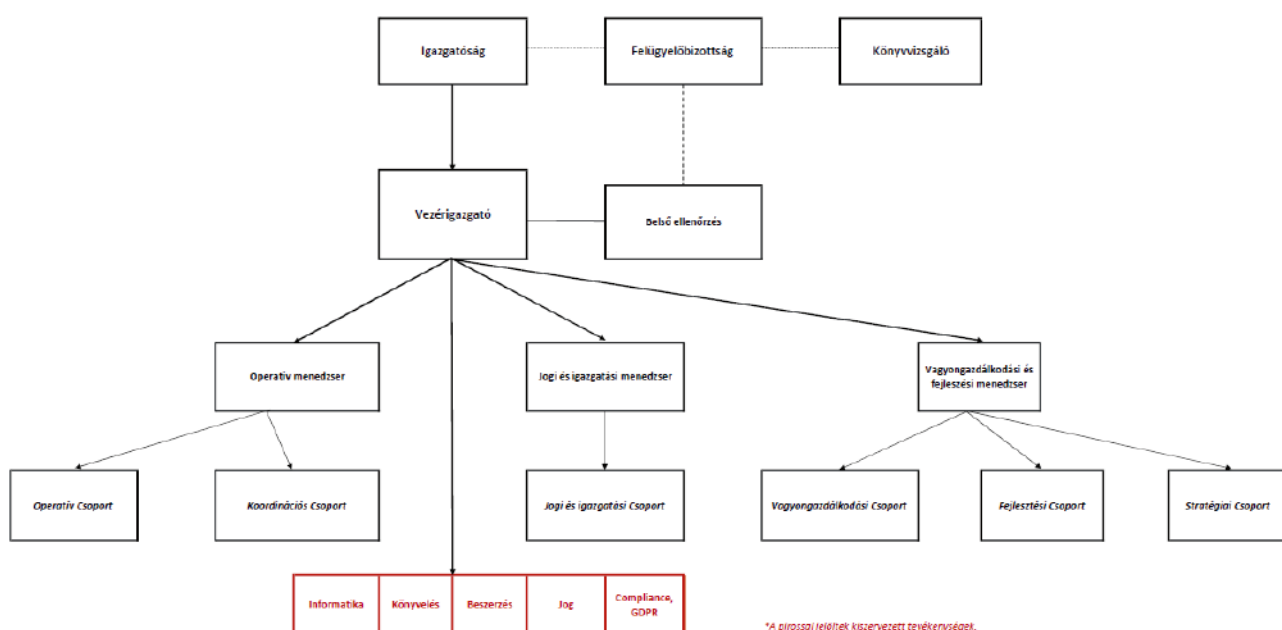 Igazgatóság
Felügyelőbizottság
Könyvvizsgáló
Vezérigazgató
Belső ellenőrzés
Operatív menedzser
Jogi és igazgatási menedzser
Vagyongazdálkodási és
fejleszési menedzser
Operatív Csoport
Koordinációs Csoport
Jogi és igazgatási Csoport
Vagyongazdálkodási Csoport
Fejlesztési Csoport
Stratégiai Csoport
Informatika
Könyvelés
Beszerzés
Jog
Compliance,
GDPR
*A pirossal jelöltek kiszervezett tevékenységek.